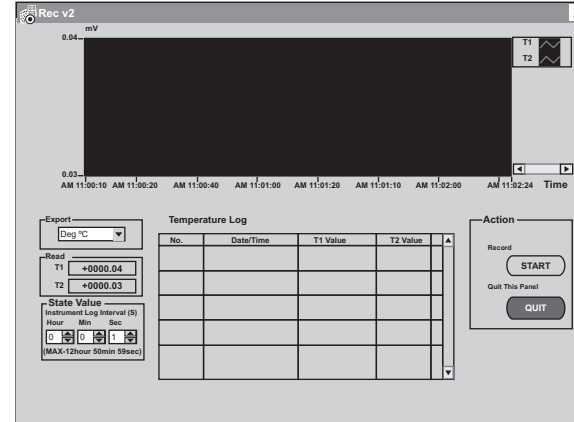 Rec v2
mV
0.04
T1
T2
0.03
AM 11:00:10 AM 11:00:20 AM 11:00:40 AM 11:01:00 AM 11:01:20 AM 11:01:10 AM 11:02:00 AM 11:02:24 Time
Export
Deg ºC
Read
T1 +0000.04
T2 +0000.03
State Value
Instrument Log Interval (S)
Hour Min Sec
0 0 1
(MAX-12hour 50min 59sec)
Temperature Log
No. Date/Time T1 Value T2 Value
Action
Record
START
Quit This Panel
QUIT